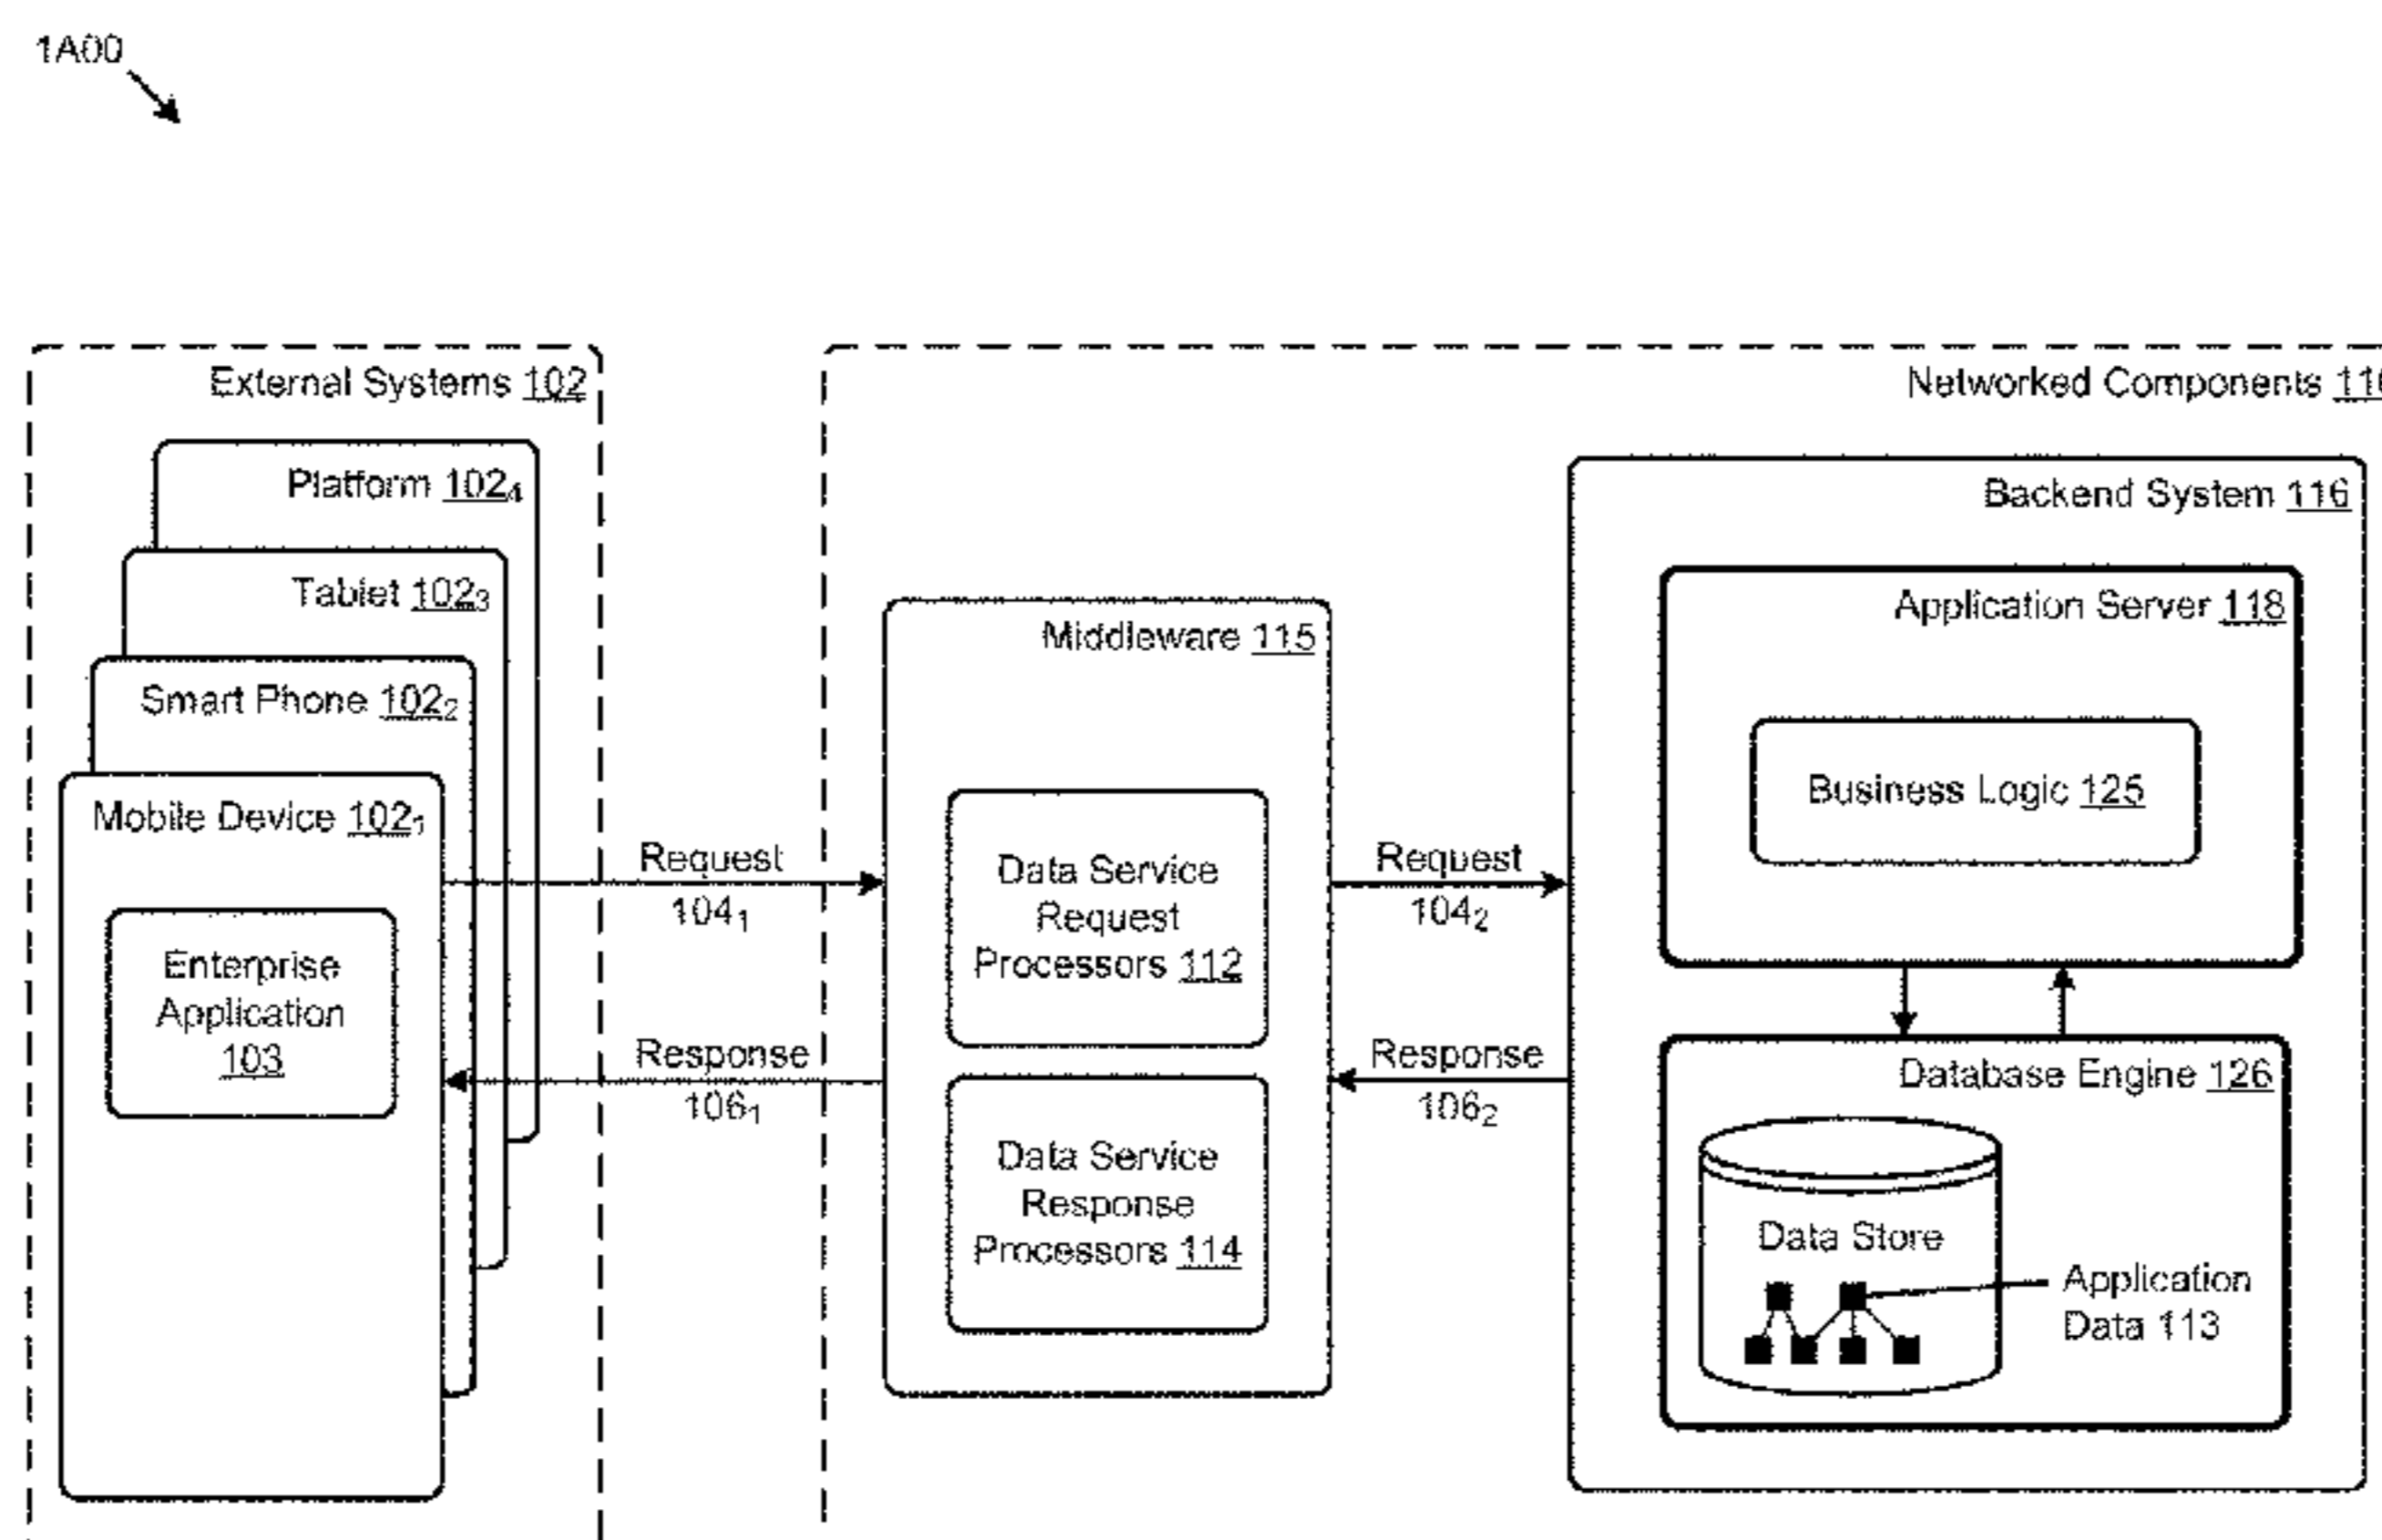 1A00
External Systems 102
Platform 102₄
Tablet 102₃
Smart Phone 102₂
Mobile Device 102₁
Enterprise
Application
103
Request
104₁
Response
106₁
Networked Components
Middleware 115
Data Service
Request
Processors 112
Data Service
Response
Processors 114
Request
104₂
Response
106₂
Backend System 116
Application Server 118
Business Logic 125
Database Engine 126
Data Store
Application
Data 113